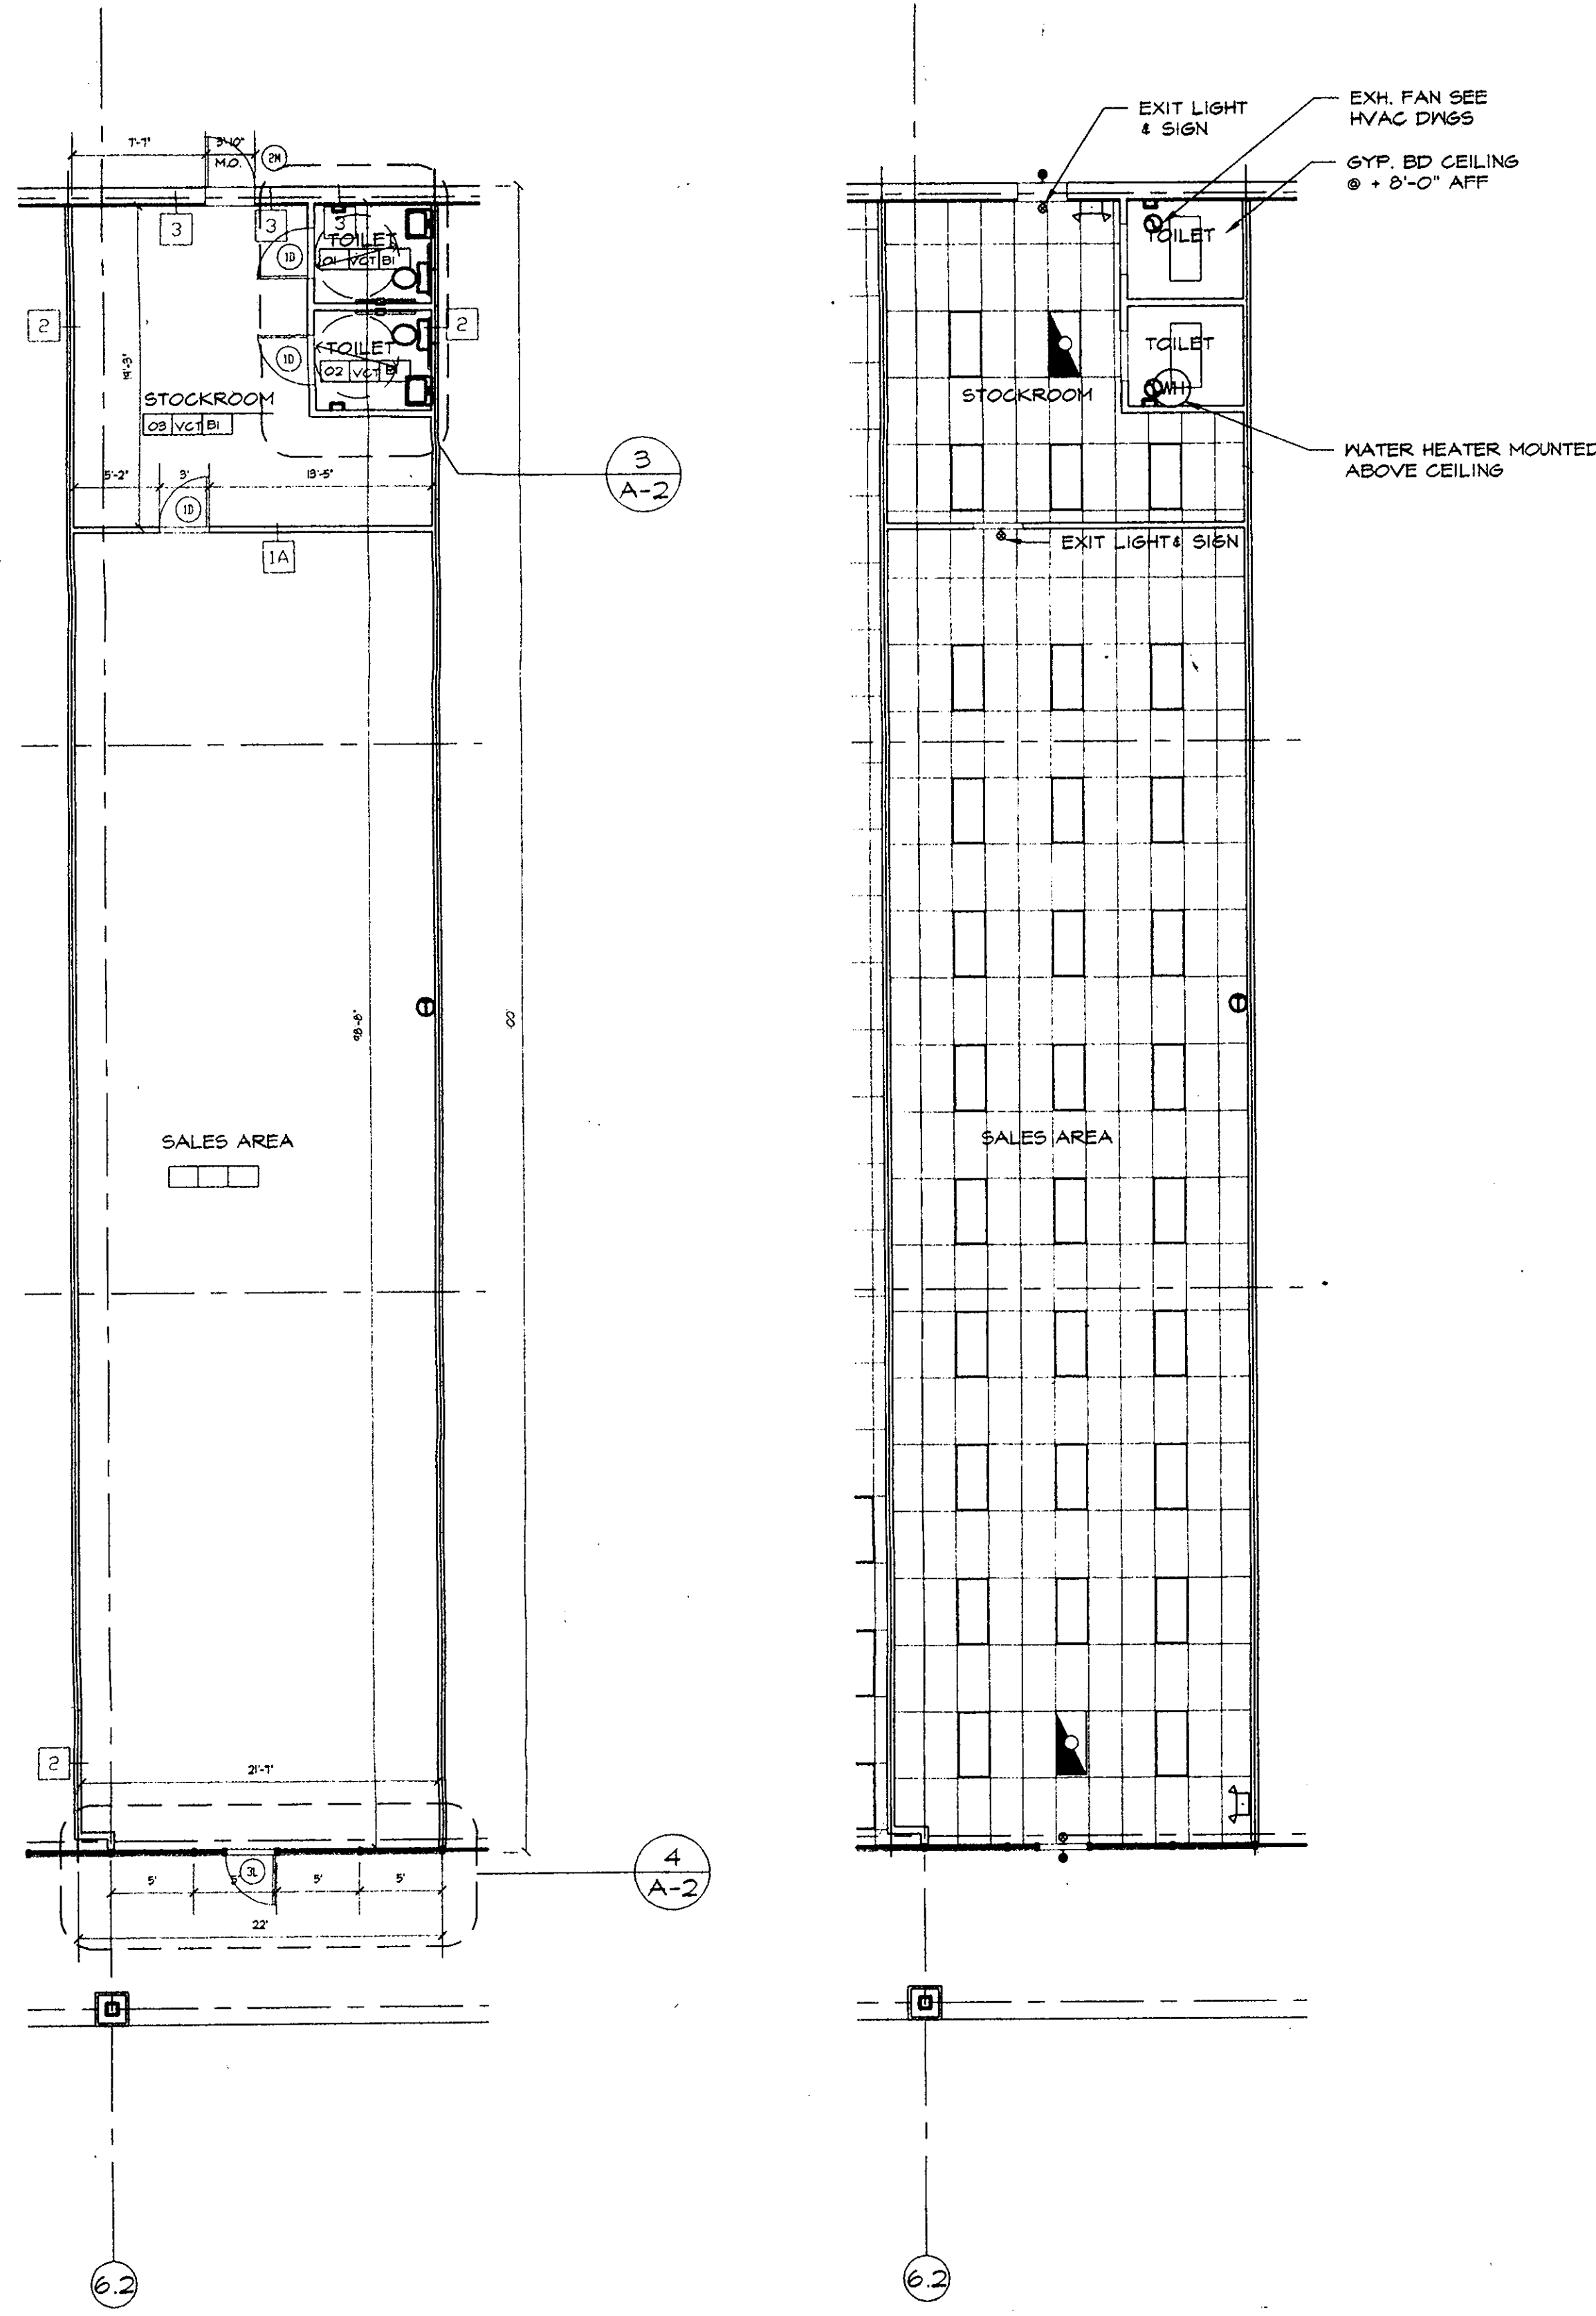 7'-7"
3'-10"
M.O.
2M
3
3
3
TOILET
01 VCT B1
1D
2
2
TOILET
02 VCT B1
1D
19'-3"
STOCKROOM
03 VCT B1
5'-2"
3'
13'-5"
1D
1A
3
A-2
98'-8"
SALES AREA
2
21'-7"
3L
4
A-2
5'
5'
5'
5'
22'
6.2
EXIT LIGHT
& SIGN
EXH. FAN SEE
HVAC DWGS
GYP. BD CEILING
@ + 8'-0" AFF
TOILET
TOILET
WH
STOCKROOM
WATER HEATER MOUNTED
ABOVE CEILING
EXIT LIGHT & SIGN
SALES AREA
6.2